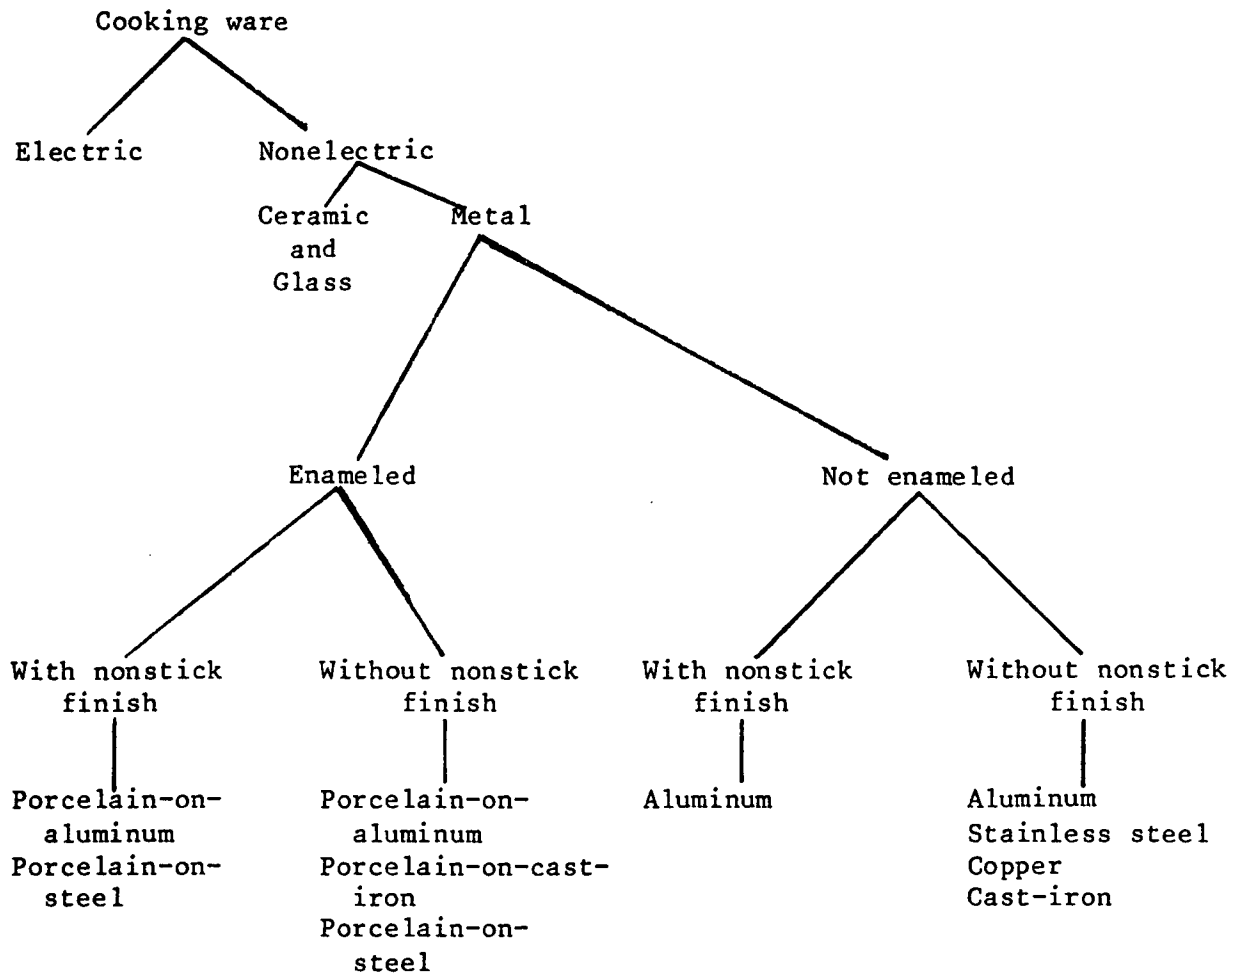 Cooking ware
Electric
Nonelectric
Ceramic
and
Glass
Metal
Enameled
Not enameled
With nonstick
finish
Without nonstick
finish
With nonstick
finish
Without nonstick
finish
Porcelain-on-
aluminum
Porcelain-on-
steel
Porcelain-on-
aluminum
Porcelain-on-cast-
iron
Porcelain-on-
steel
Aluminum
Aluminum
Stainless steel
Copper
Cast-iron